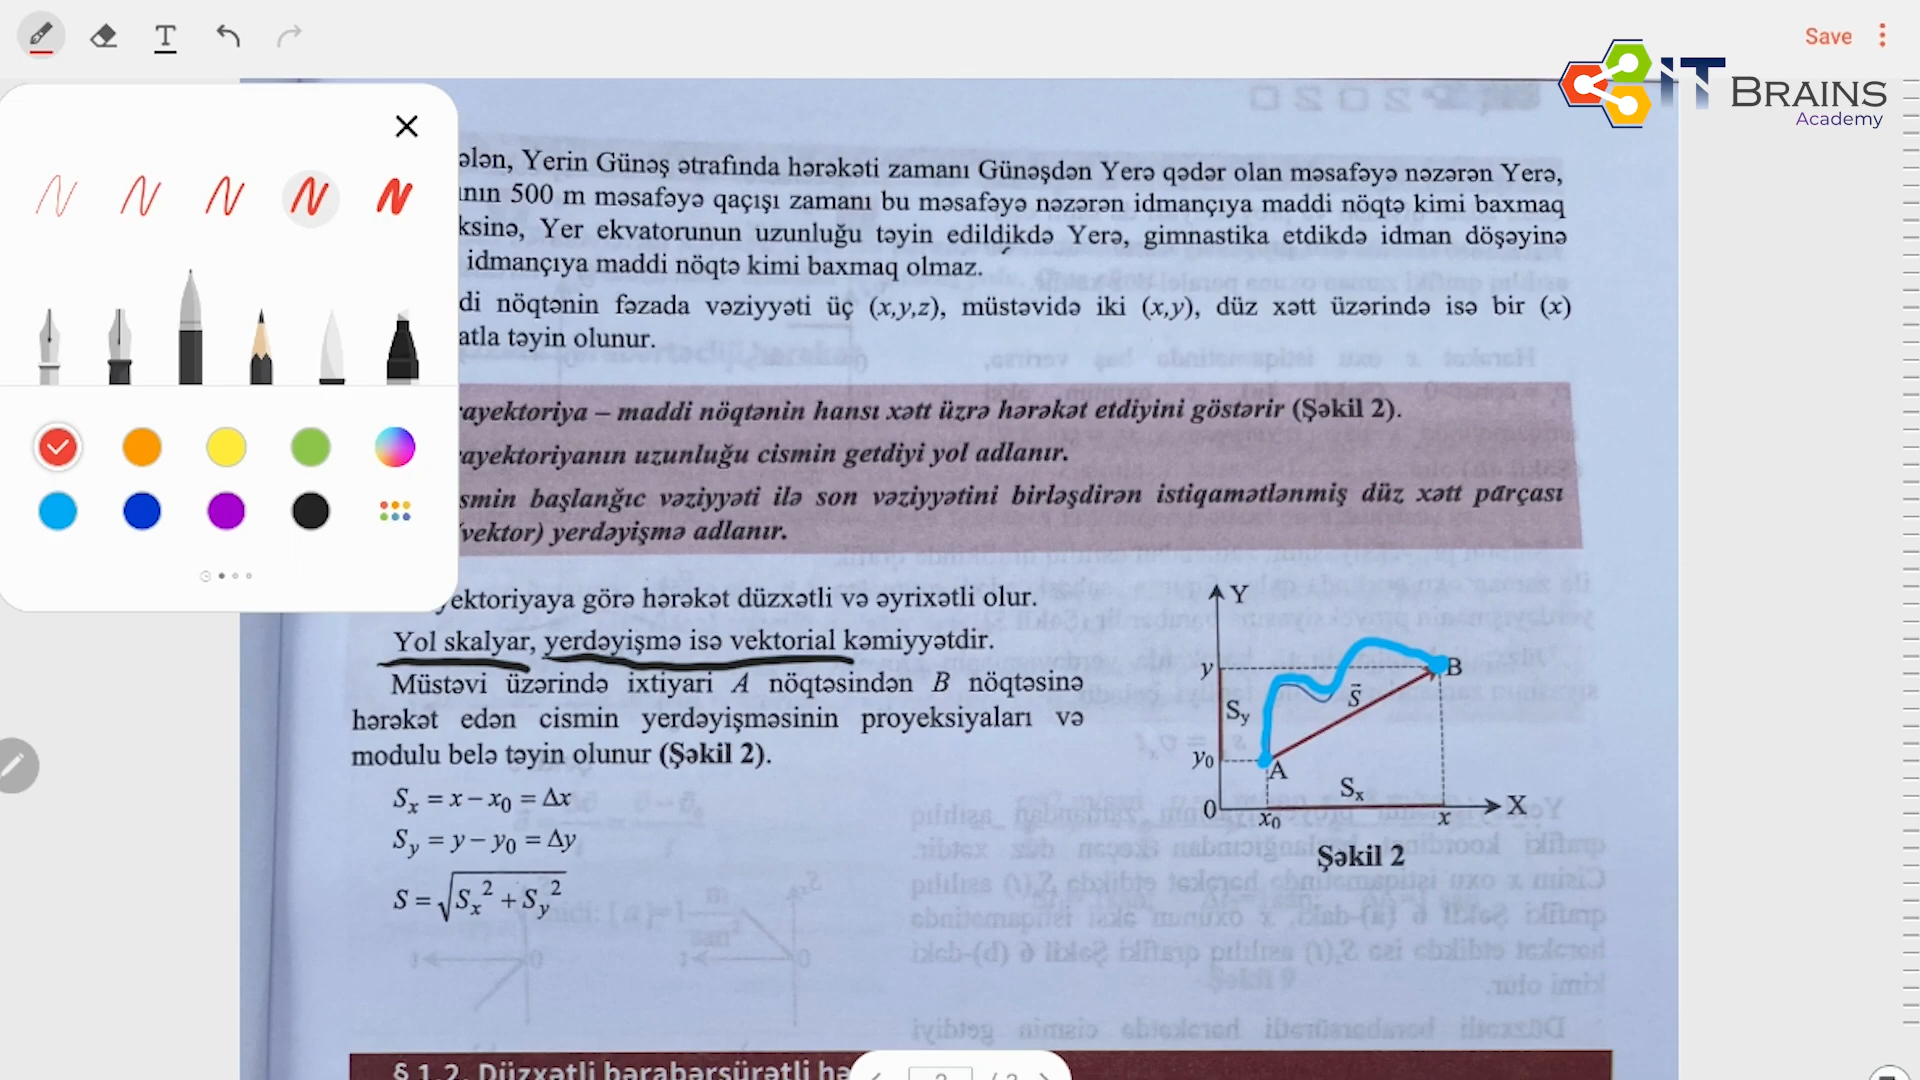 Save
iT BRAINS
Academy
ələn, Yerin Günəş ətrafında hərəkəti zamanı Günəşdən Yerə qədər olan məsafəyə nəzərən Yerə,
nın 500 m məsafəyə qaçışı zamanı bu məsafəyə nəzərən idmançıya maddi nöqtə kimi baxmaq
ksinə, Yer ekvatorunun uzunluğu təyin edildikdə Yerə, gimnastika etdikdə idman döşəyinə
idmançıya maddi nöqtə kimi baxmaq olmaz.
di nöqtənin fəzada vəziyyəti üç (x,y,z), müstəvidə iki (x,y), düz xətt üzərində isə bir (x)
atla təyin olunur.
rayektoriya – maddi nöqtənin hansı xətt üzrə hərəkət etdiyini göstərir (Şəkil 2).
rayektoriyanın uzunluğu cismin getdiyi yol adlanır.
smin başlanğıc vəziyyəti ilə son vəziyyətini birləşdirən istiqamətlənmiş düz xətt parçası
(vektor) yerdəyişmə adlanır.
yektoriyaya görə hərəkət düzxətli və əyrixətli olur.
Yol skalyar, yerdəyişmə isə vektorial kəmiyyətdir.
Müstəvi üzərində ixtiyari A nöqtəsindən B nöqtəsinə
hərəkət edən cismin yerdəyişməsinin proyeksiyaları və
modulu belə təyin olunur (Şəkil 2).
Sx = x – x0 = Δx
Sy = y – y0 = Δy
S = √Sx² + Sy²
Y
y
B
S⃗
Sy
y0
A
Sx
0
x0
x
X
Şəkil 2
§ 1.2. Düzxətli bərabərsürətli hə